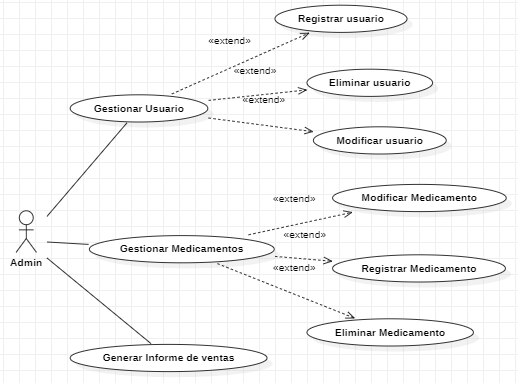 Registrar usuario
«extend»
«extend»
Eliminar usuario
«extend»
Gestionar Usuario
Modificar usuario
«extend»
Modificar Medicamento
«extend»
Gestionar Medicamentos
Admin
«extend»
Registrar Medicamento
Eliminar Medicamento
Generar Informe de ventas